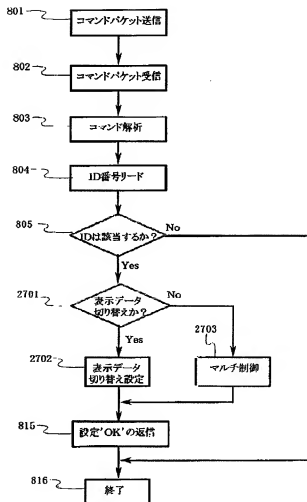 801
コマンドパケット送信
802
コマンドパケット受信
803
コマンド解析
804
ID番号リード
805
IDは該当するか?
No
Yes
2701
表示データ
切り替えか?
No
Yes
2702
表示データ
切り替え設定
2703
マルチ制御
815
設定'OK'の返信
816
終了